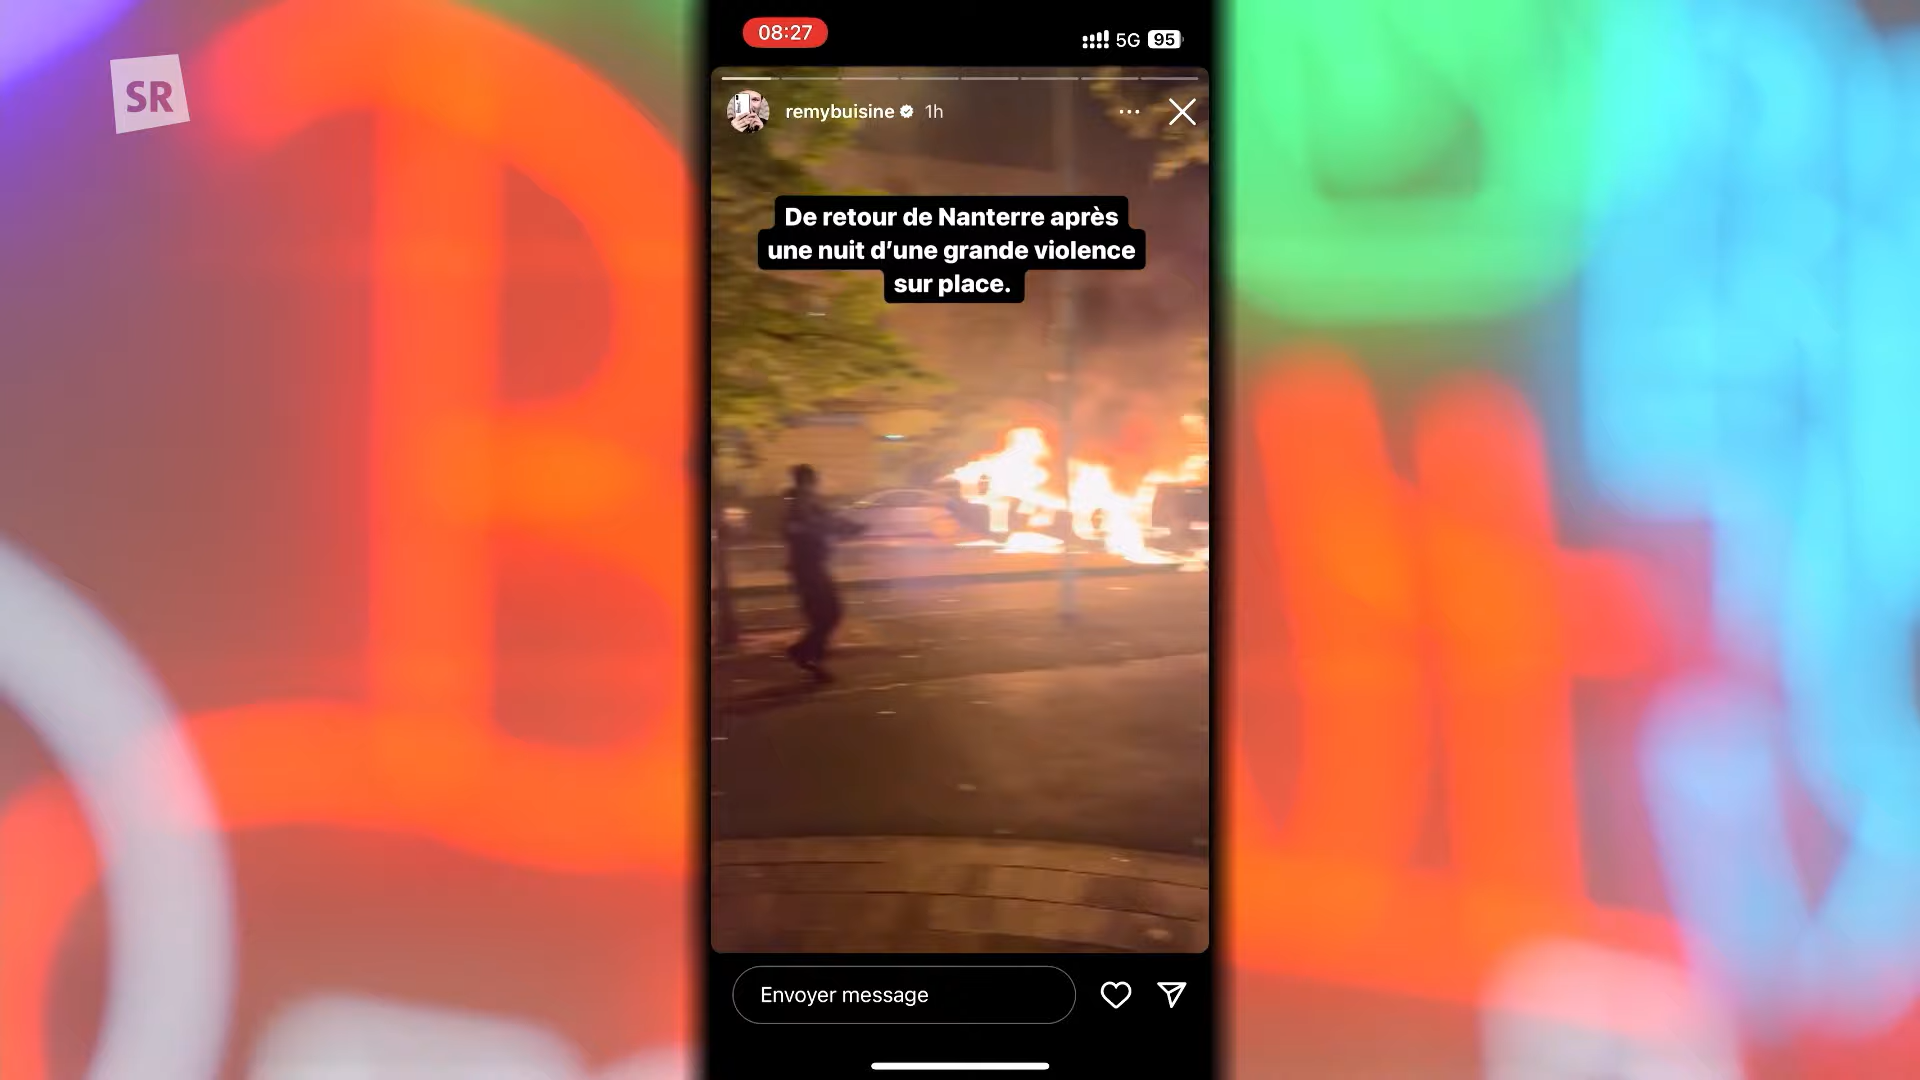 SR
08:27
5G 95
remybuisine 1h
De retour de Nanterre après
une nuit d’une grande violence
sur place.
Envoyer message